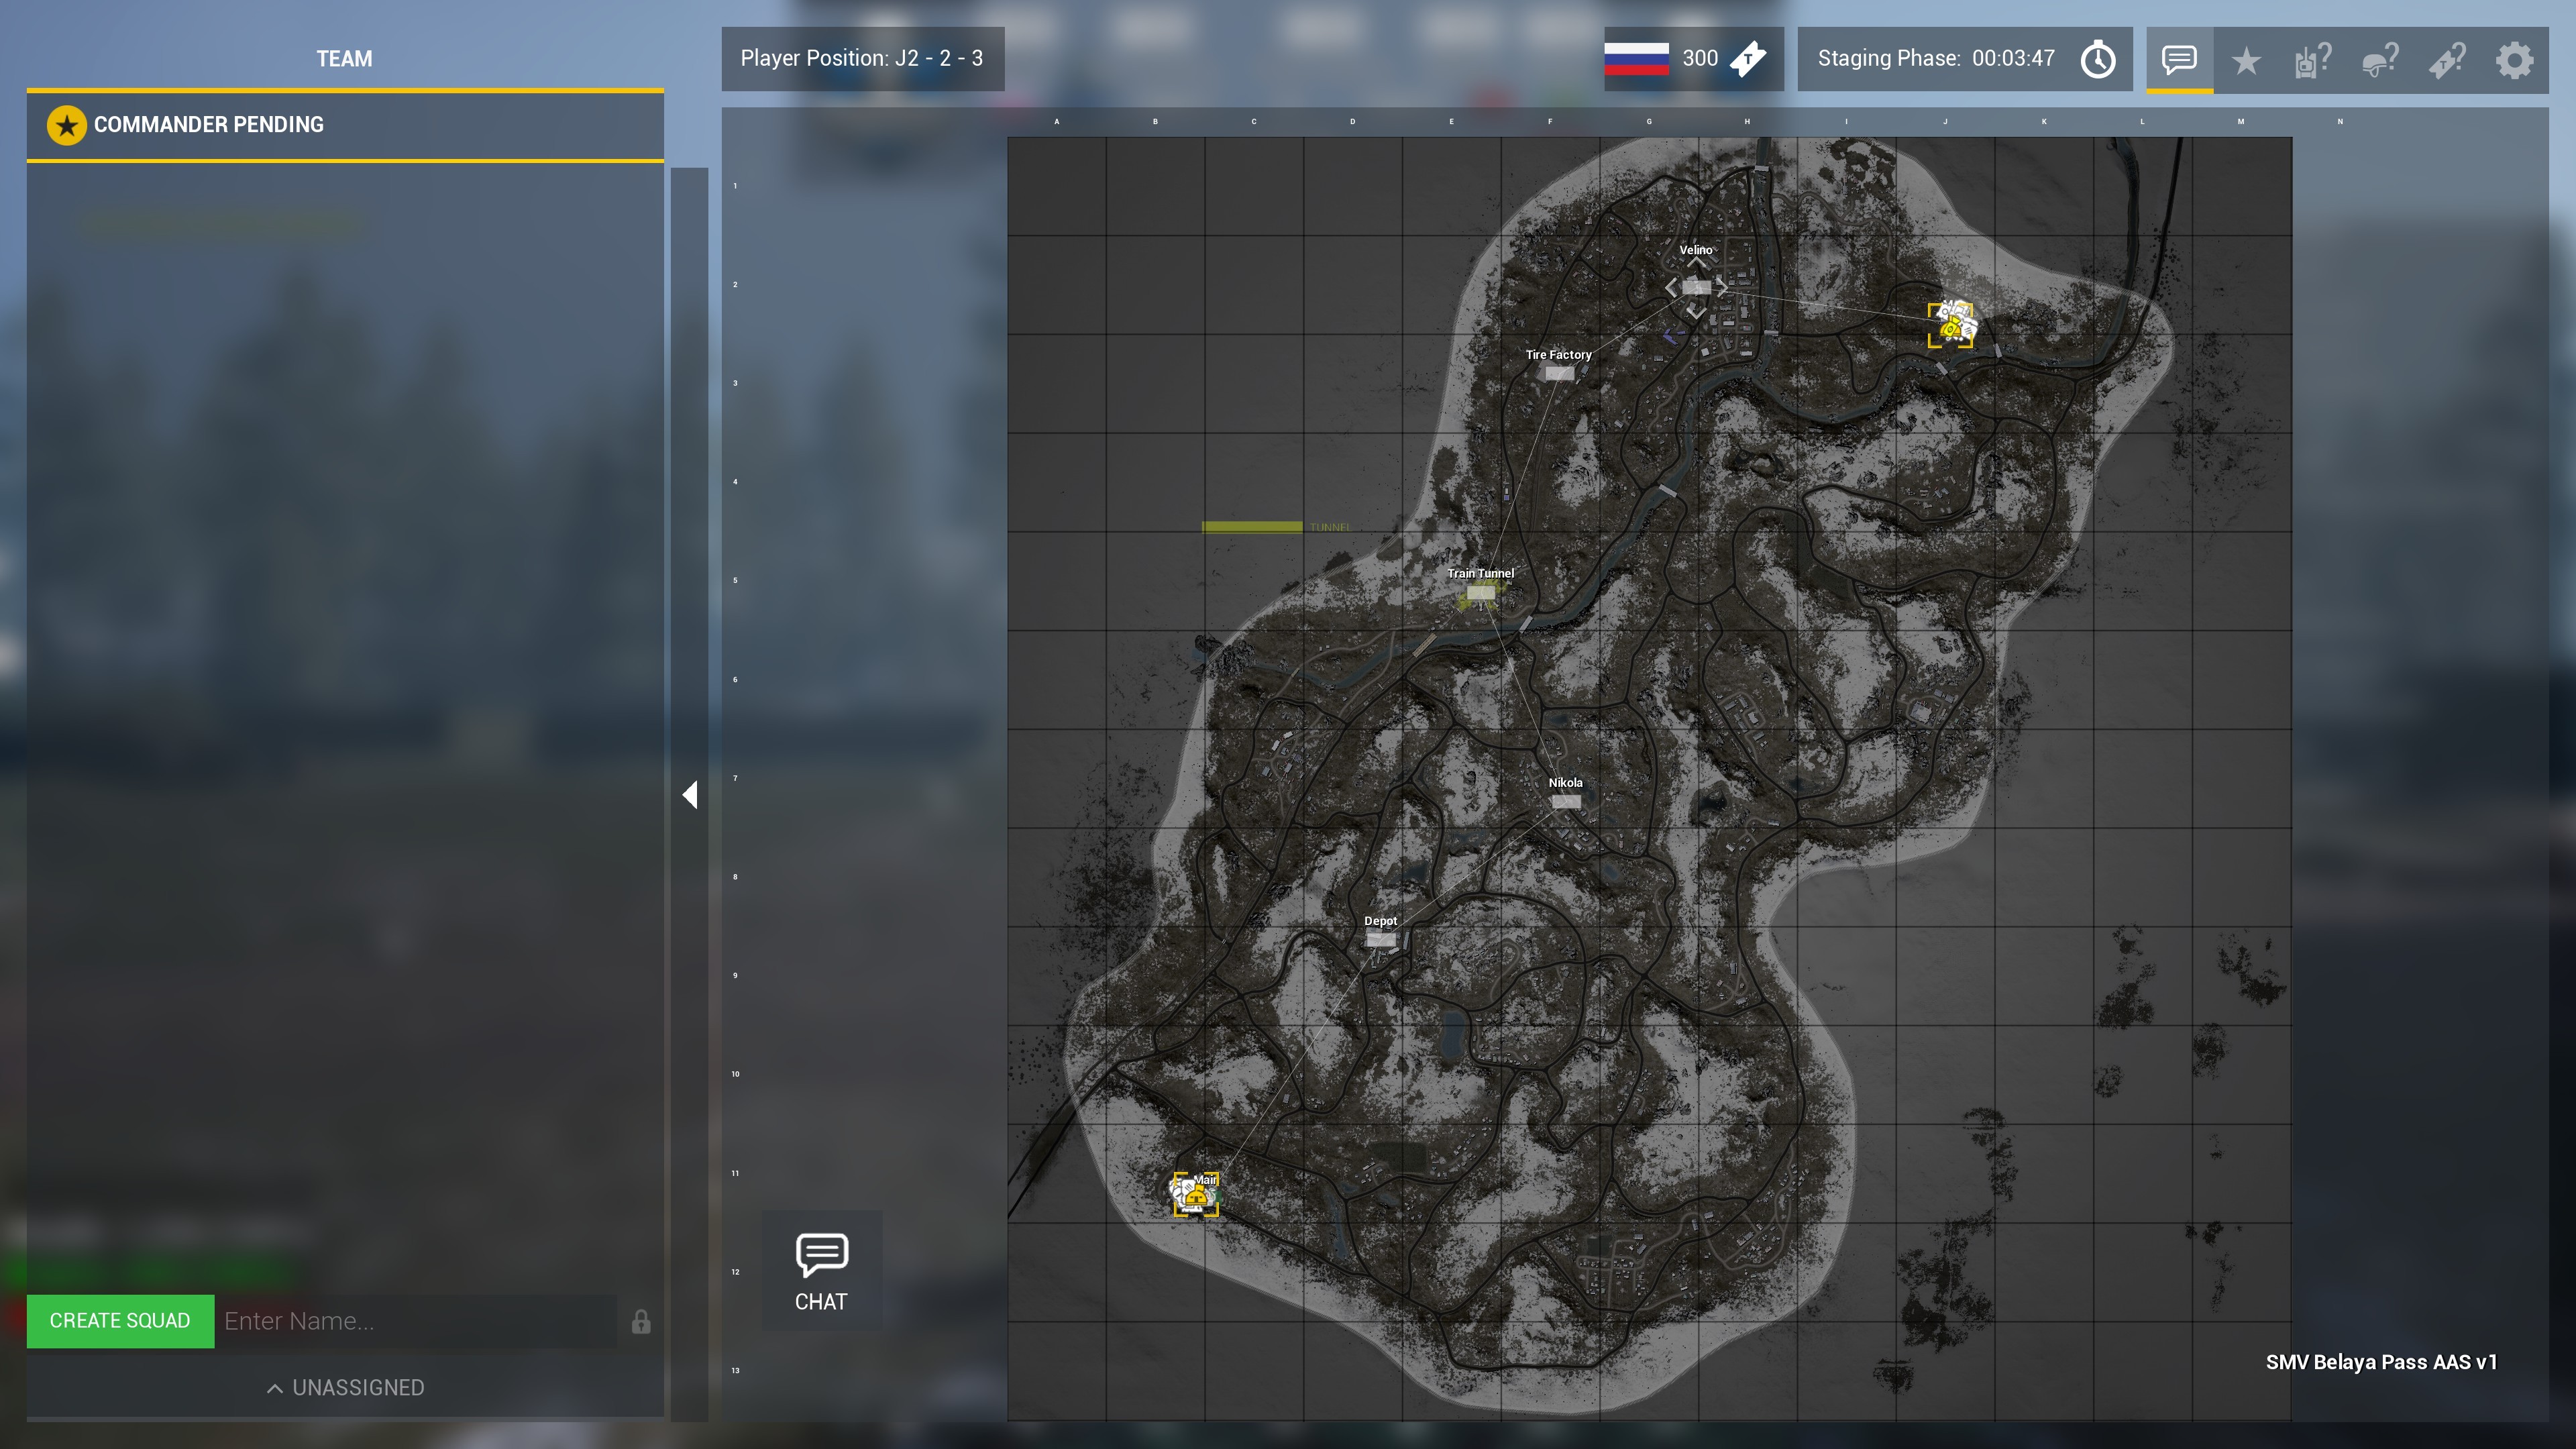 TEAM
Player Position: J2 - 2 - 3
300
Staging Phase: 00:03:47
COMMANDER PENDING
A B C D E F G H I J K L M N
1
2
3
4
5
6
7
8
9
10
11
12
13
Velino
Tire Factory
TUNNEL
Train Tunnel
Nikola
Depot
Main
CHAT
CREATE SQUAD
Enter Name...
UNASSIGNED
SMV Belaya Pass AAS v1